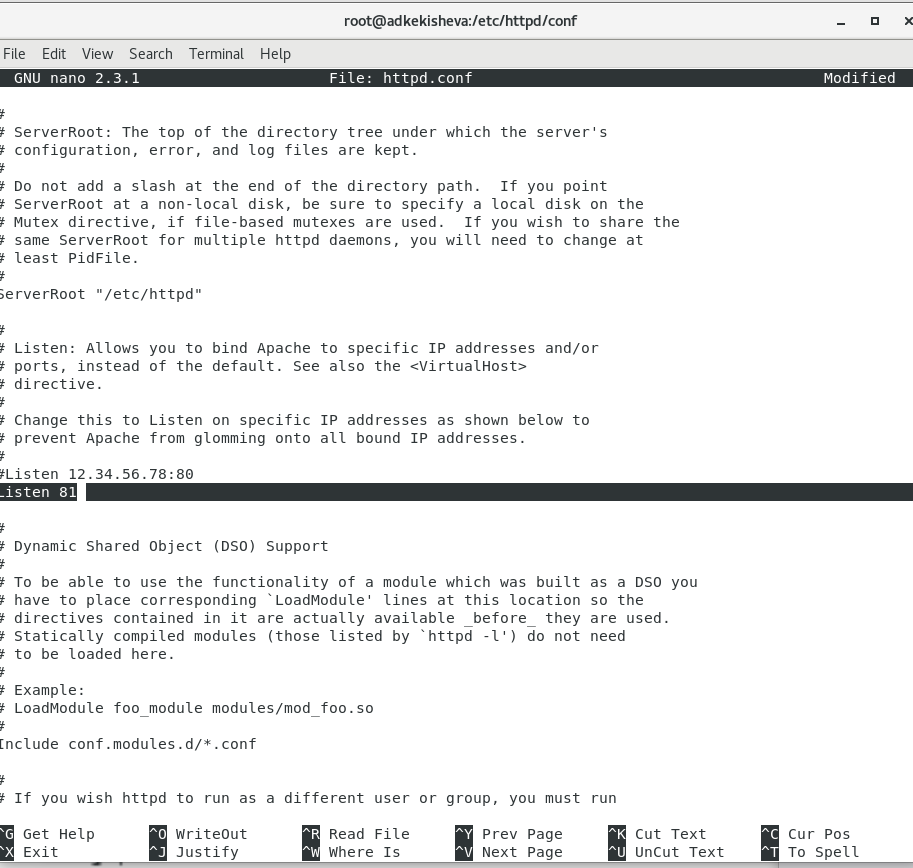 root@adkekisheva:/etc/httpd/conf
File Edit View Search Terminal Help
GNU nano 2.3.1 File: httpd.conf Modified
#
# ServerRoot: The top of the directory tree under which the server's
# configuration, error, and log files are kept.
#
# Do not add a slash at the end of the directory path.  If you point
# ServerRoot at a non-local disk, be sure to specify a local disk on the
# Mutex directive, if file-based mutexes are used.  If you wish to share the
# same ServerRoot for multiple httpd daemons, you will need to change at
# least PidFile.
#
ServerRoot "/etc/httpd"
#
# Listen: Allows you to bind Apache to specific IP addresses and/or
# ports, instead of the default. See also the <VirtualHost>
# directive.
#
# Change this to Listen on specific IP addresses as shown below to
# prevent Apache from glomming onto all bound IP addresses.
#
#Listen 12.34.56.78:80
Listen 81
#
# Dynamic Shared Object (DSO) Support
#
# To be able to use the functionality of a module which was built as a DSO you
# have to place corresponding `LoadModule' lines at this location so the
# directives contained in it are actually available _before_ they are used.
# Statically compiled modules (those listed by `httpd -l') do not need
# to be loaded here.
#
# Example:
# LoadModule foo_module modules/mod_foo.so
#
Include conf.modules.d/*.conf
#
# If you wish httpd to run as a different user or group, you must run
^G Get Help ^O WriteOut ^R Read File ^Y Prev Page ^K Cut Text ^C Cur Pos
^X Exit ^J Justify ^W Where Is ^V Next Page ^U UnCut Text ^T To Spell